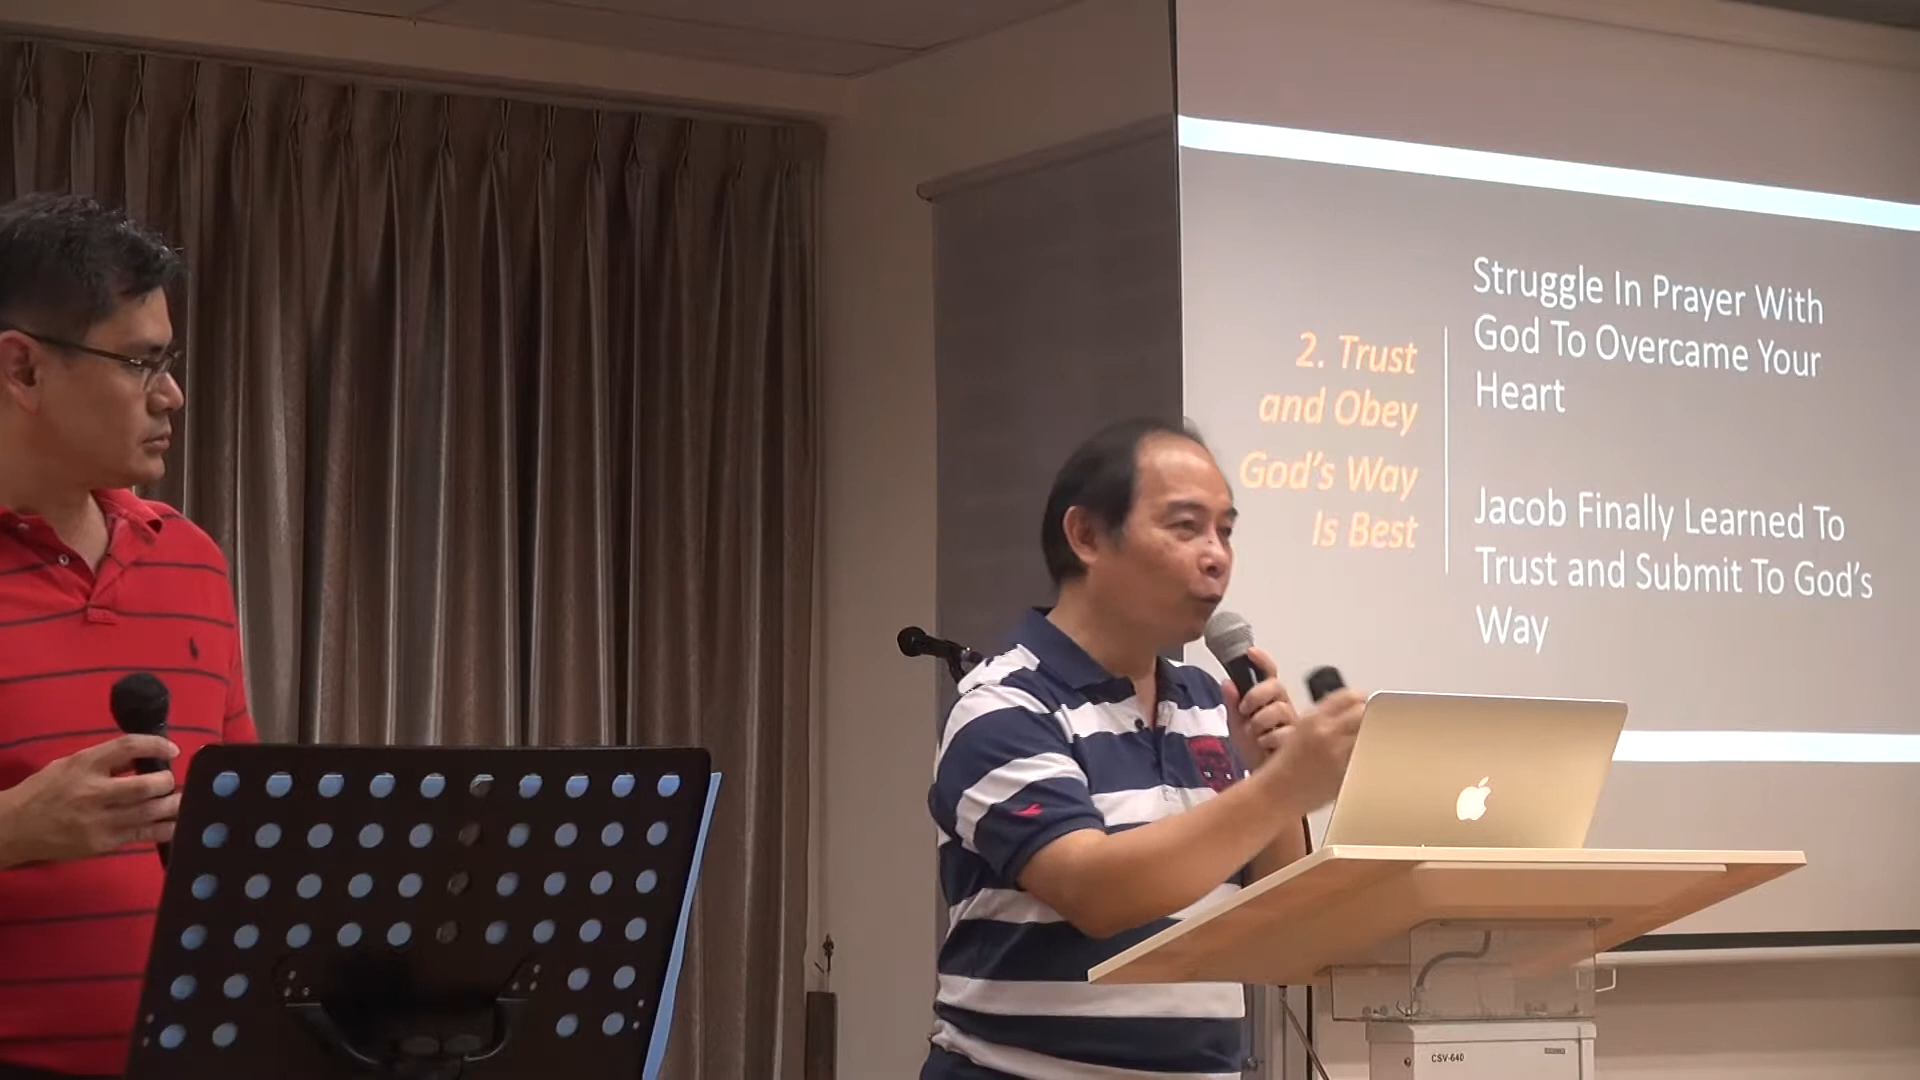 2. Trust
and Obey
God's Way
Is Best
Struggle In Prayer With
God To Overcame Your
Heart
Jacob Finally Learned To
Trust and Submit To God's
Way
CSV-640